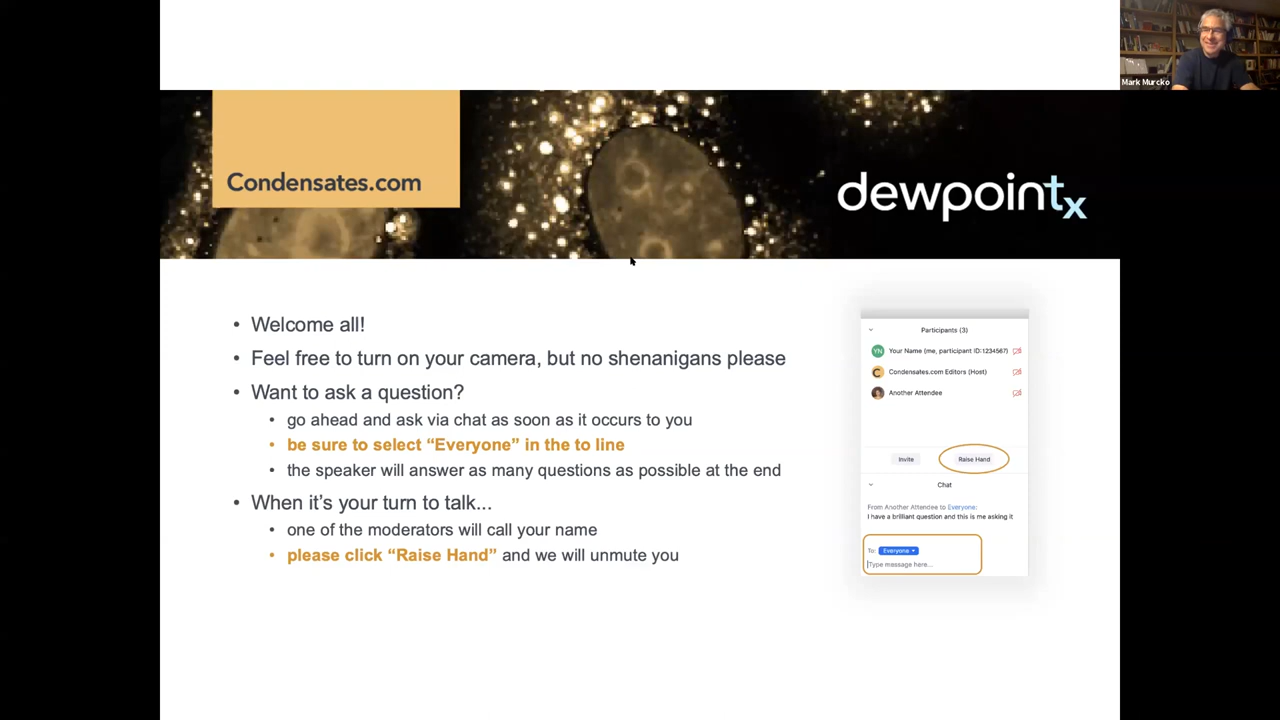 Mark Murcko
Condensates.com
dewpointx
• Welcome all!
• Feel free to turn on your camera, but no shenanigans please
• Want to ask a question?
• go ahead and ask via chat as soon as it occurs to you
• be sure to select “Everyone” in the to line
• the speaker will answer as many questions as possible at the end
• When it’s your turn to talk...
• one of the moderators will call your name
• please click “Raise Hand” and we will unmute you
Participants (3)
YN Your Name (me, participant ID:1234567)
C Condensates.com Editors (Host)
Another Attendee
Invite Raise Hand
Chat
From Another Attendee to Everyone:
I have a brilliant question and this is me asking it
To: Everyone
Type message here...